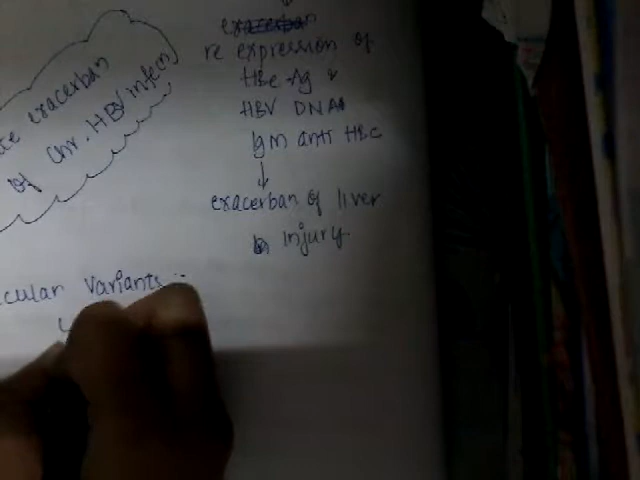 exacerban
of chr. HBV infecn
exacerban
re expression of
HBe Ag &
HBV DNA
IgM anti HBc
↓
exacerban of liver
injury.
cular variants :-